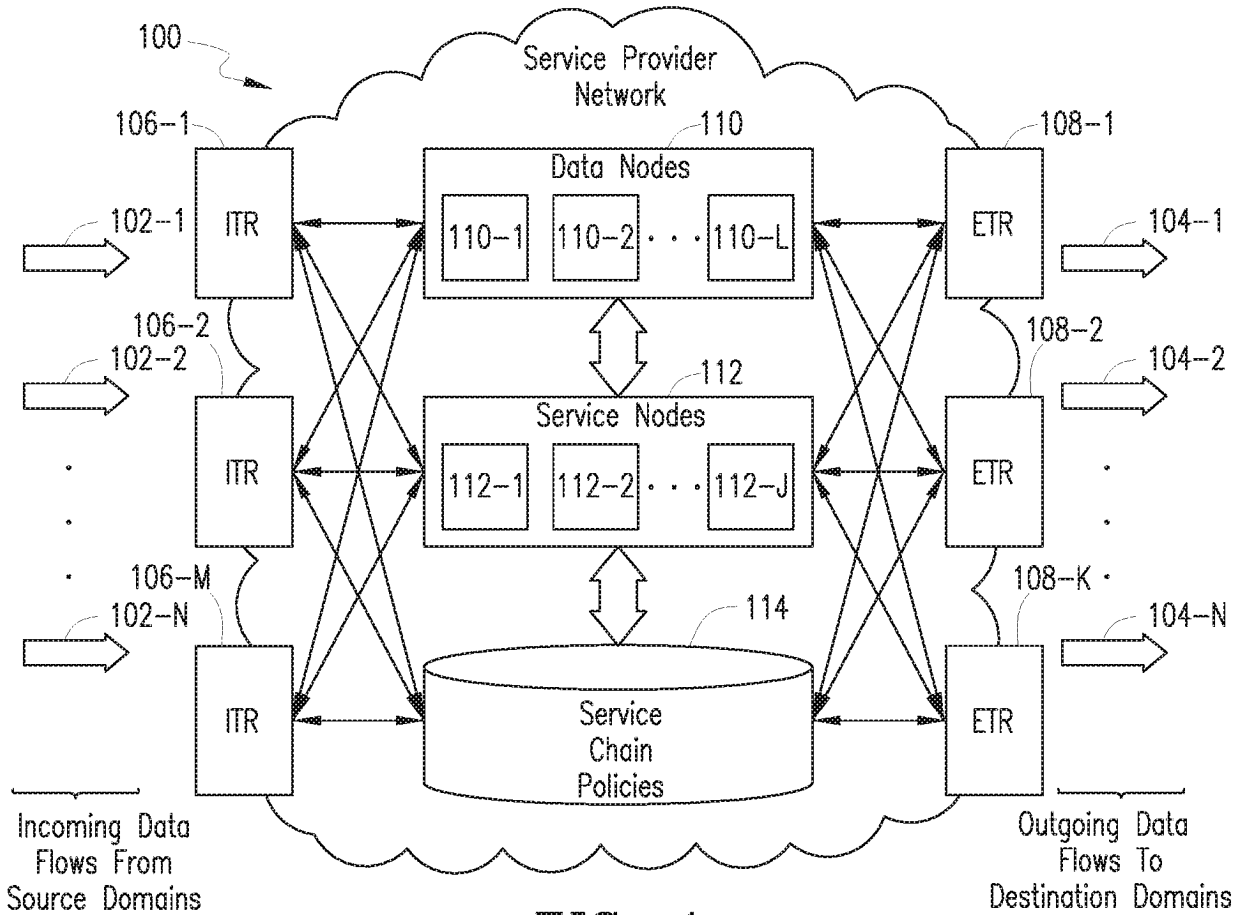 100
Service Provider
Network
106-1
110
108-1
Data Nodes
102-1
ITR
110-1 110-2 · · · 110-L
ETR
104-1
106-2
108-2
102-2
112
104-2
Service Nodes
ITR
112-1 112-2 · · · 112-J
ETR
106-M
108-K
102-N
114
104-N
ITR
Service
Chain
Policies
ETR
Incoming Data
Flows From
Source Domains
Outgoing Data
Flows To
Destination Domains